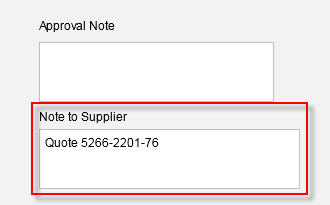 Approval Note
Note to Supplier
Quote 5266-2201-76